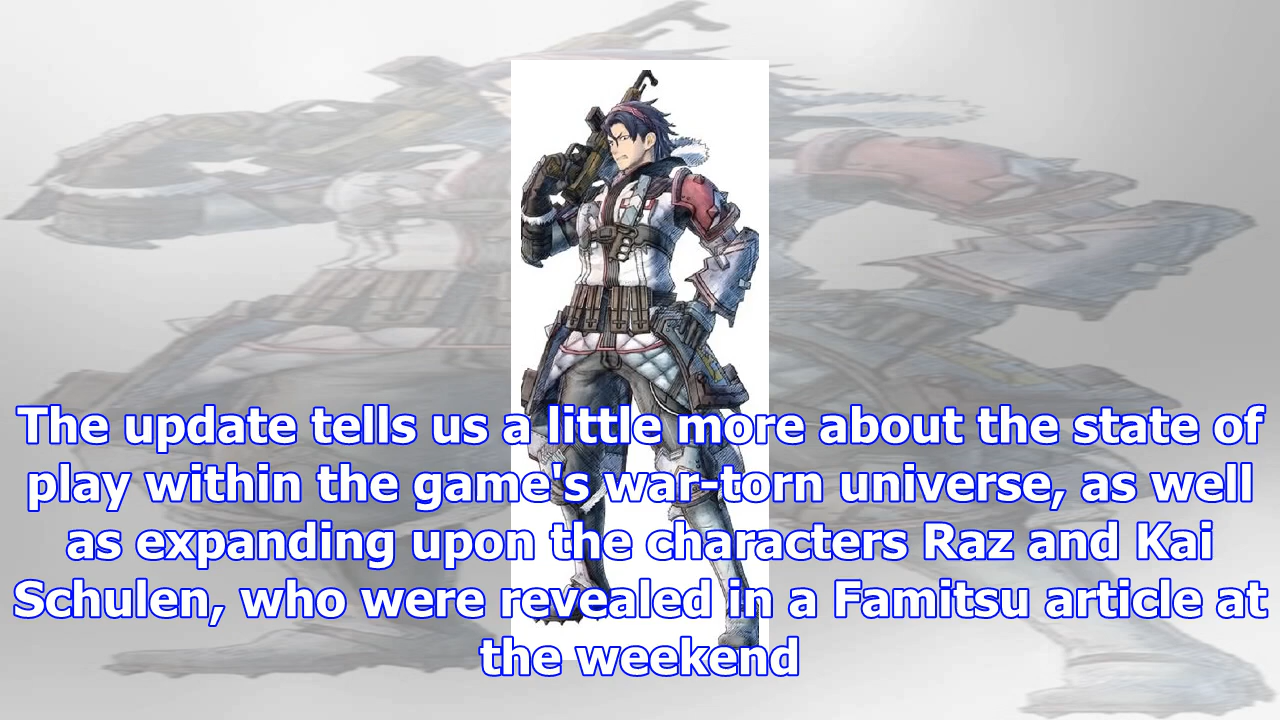 The update tells us a little more about the state of
play within the game's war-torn universe, as well
as expanding upon the characters Raz and Kai
Schulen, who were revealed in a Famitsu article at
the weekend